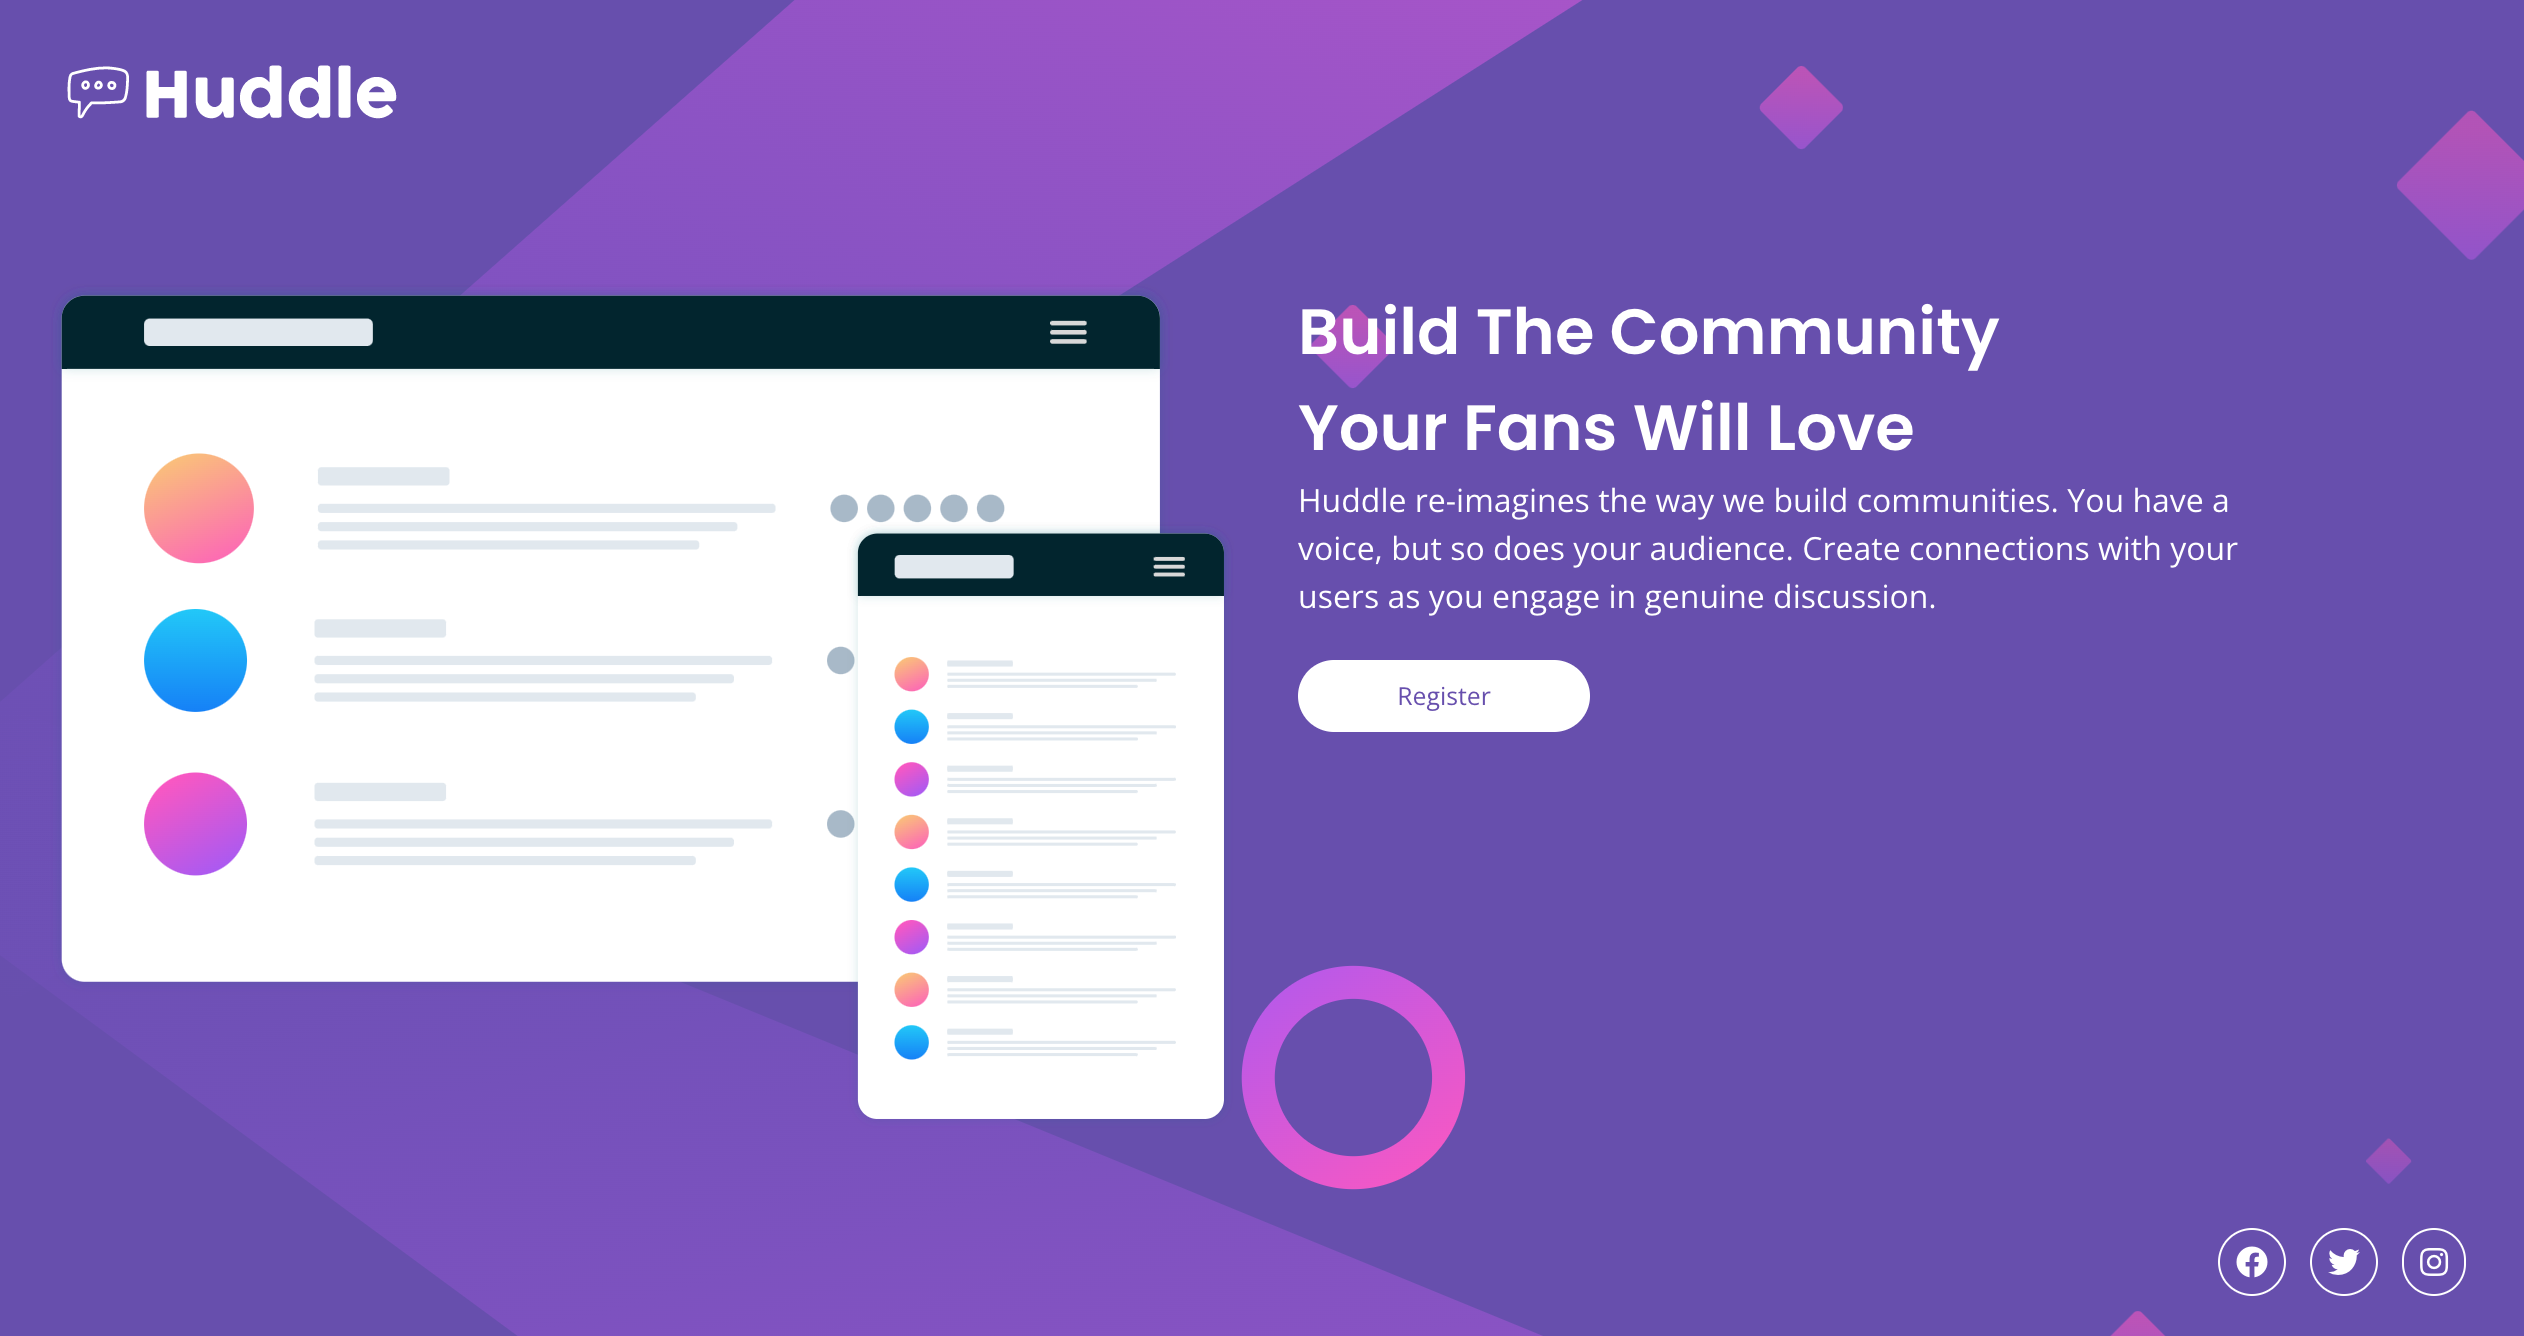 Huddle
Build The Community
Your Fans Will Love
Huddle re-imagines the way we build communities. You have a
voice, but so does your audience. Create connections with your
users as you engage in genuine discussion.
Register